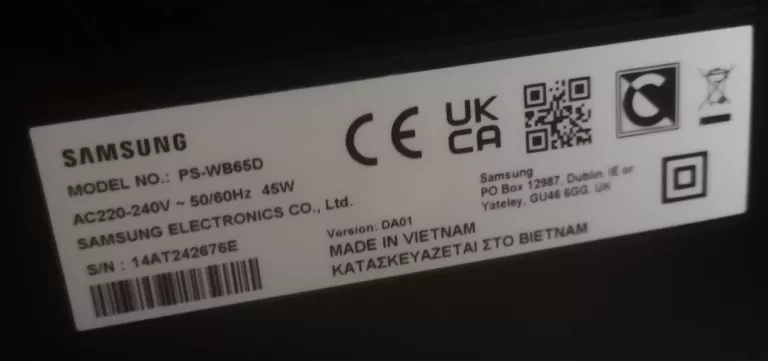 SAMSUNG
MODEL NO.: PS-WB65D
AC220-240V ~ 50/60Hz 45W
SAMSUNG ELECTRONICS CO., Ltd.
S/N : 14AT242676E
CE
UK
CA
C
Samsung
PO Box 12987, Dublin. IE or
Yateley, GU46 6GG. UK
Version: DA01
MADE IN VIETNAM
ΚΑΤΑΣΚΕΥΑΖΕΤΑΙ ΣΤΟ ΒΙΕΤΝΑΜ